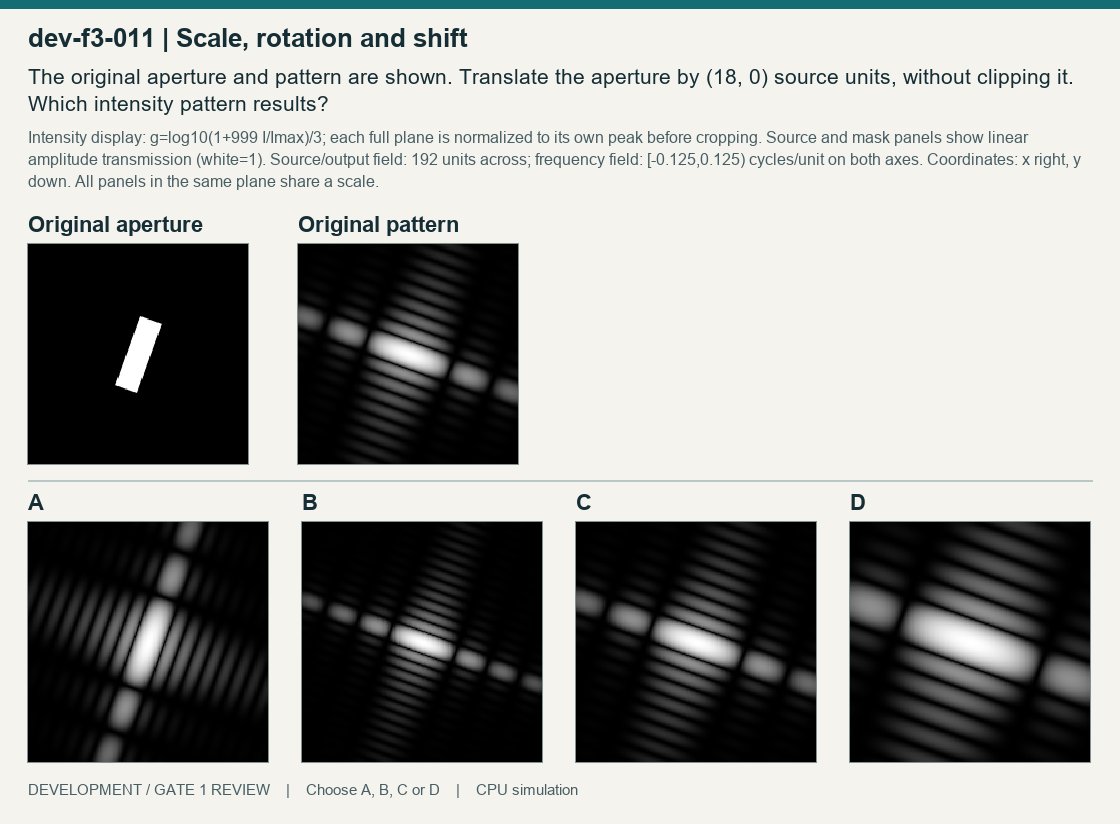 dev-f3-011 | Scale, rotation and shift
The original aperture and pattern are shown. Translate the aperture by (18, 0) source units, without clipping it.
Which intensity pattern results?
Intensity display: g=log10(1+999 I/Imax)/3; each full plane is normalized to its own peak before cropping. Source and mask panels show linear
amplitude transmission (white=1). Source/output field: 192 units across; frequency field: [-0.125,0.125) cycles/unit on both axes. Coordinates: x right, y
down. All panels in the same plane share a scale.
Original aperture Original pattern
A B C D
DEVELOPMENT / GATE 1 REVIEW | Choose A, B, C or D | CPU simulation